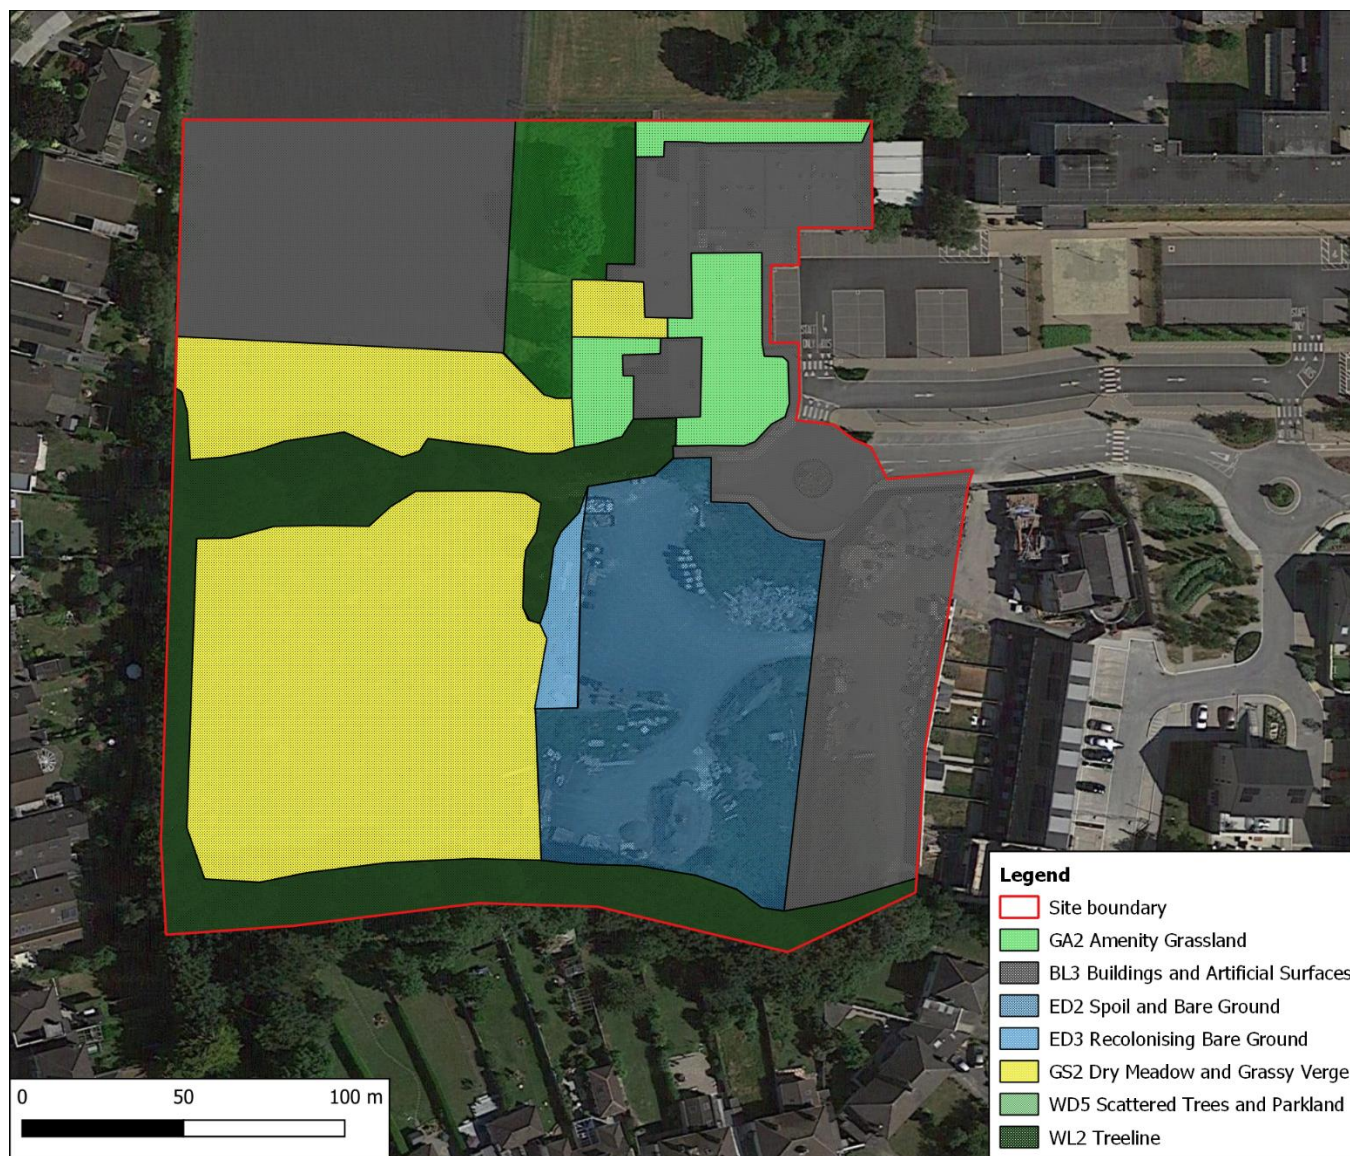 Legend
Site boundary
GA2 Amenity Grassland
BL3 Buildings and Artificial Surfaces
ED2 Spoil and Bare Ground
ED3 Recolonising Bare Ground
GS2 Dry Meadow and Grassy Verge
WD5 Scattered Trees and Parkland
WL2 Treeline
0 50 100 m